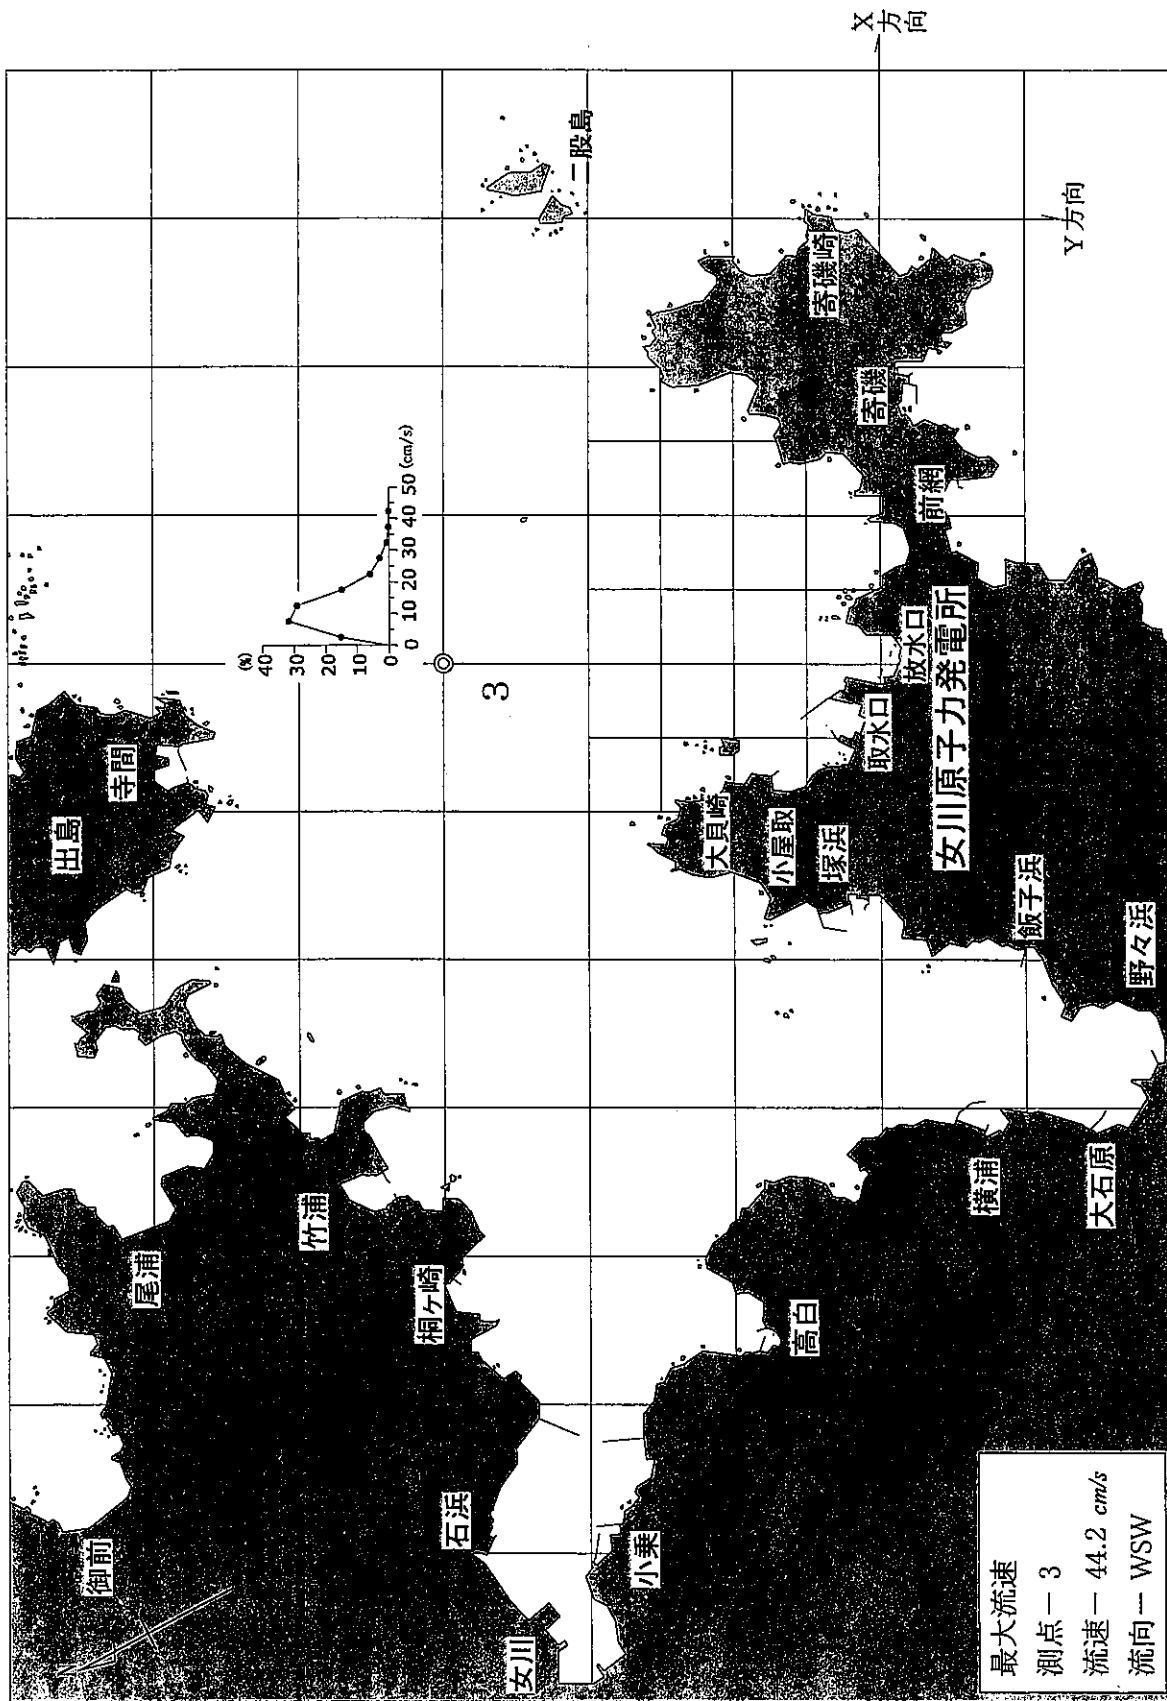 出島
寺間
御前
尾浦
竹浦
桐ヶ崎
石浜
女川
小乗
高白
横浦
大石原
野々浜
飯子浜
塚浜
小屋取
大貝崎
取水口
放水口
女川原子力発電所
前網
寄磯
寄磯崎
二股島
X方向
Y方向
3
(%)
40
30
20
10
0
0 10 20 30 40 50 (cm/s)
最大流速
測点－3
流速－44.2 cm/s
流向－WSW